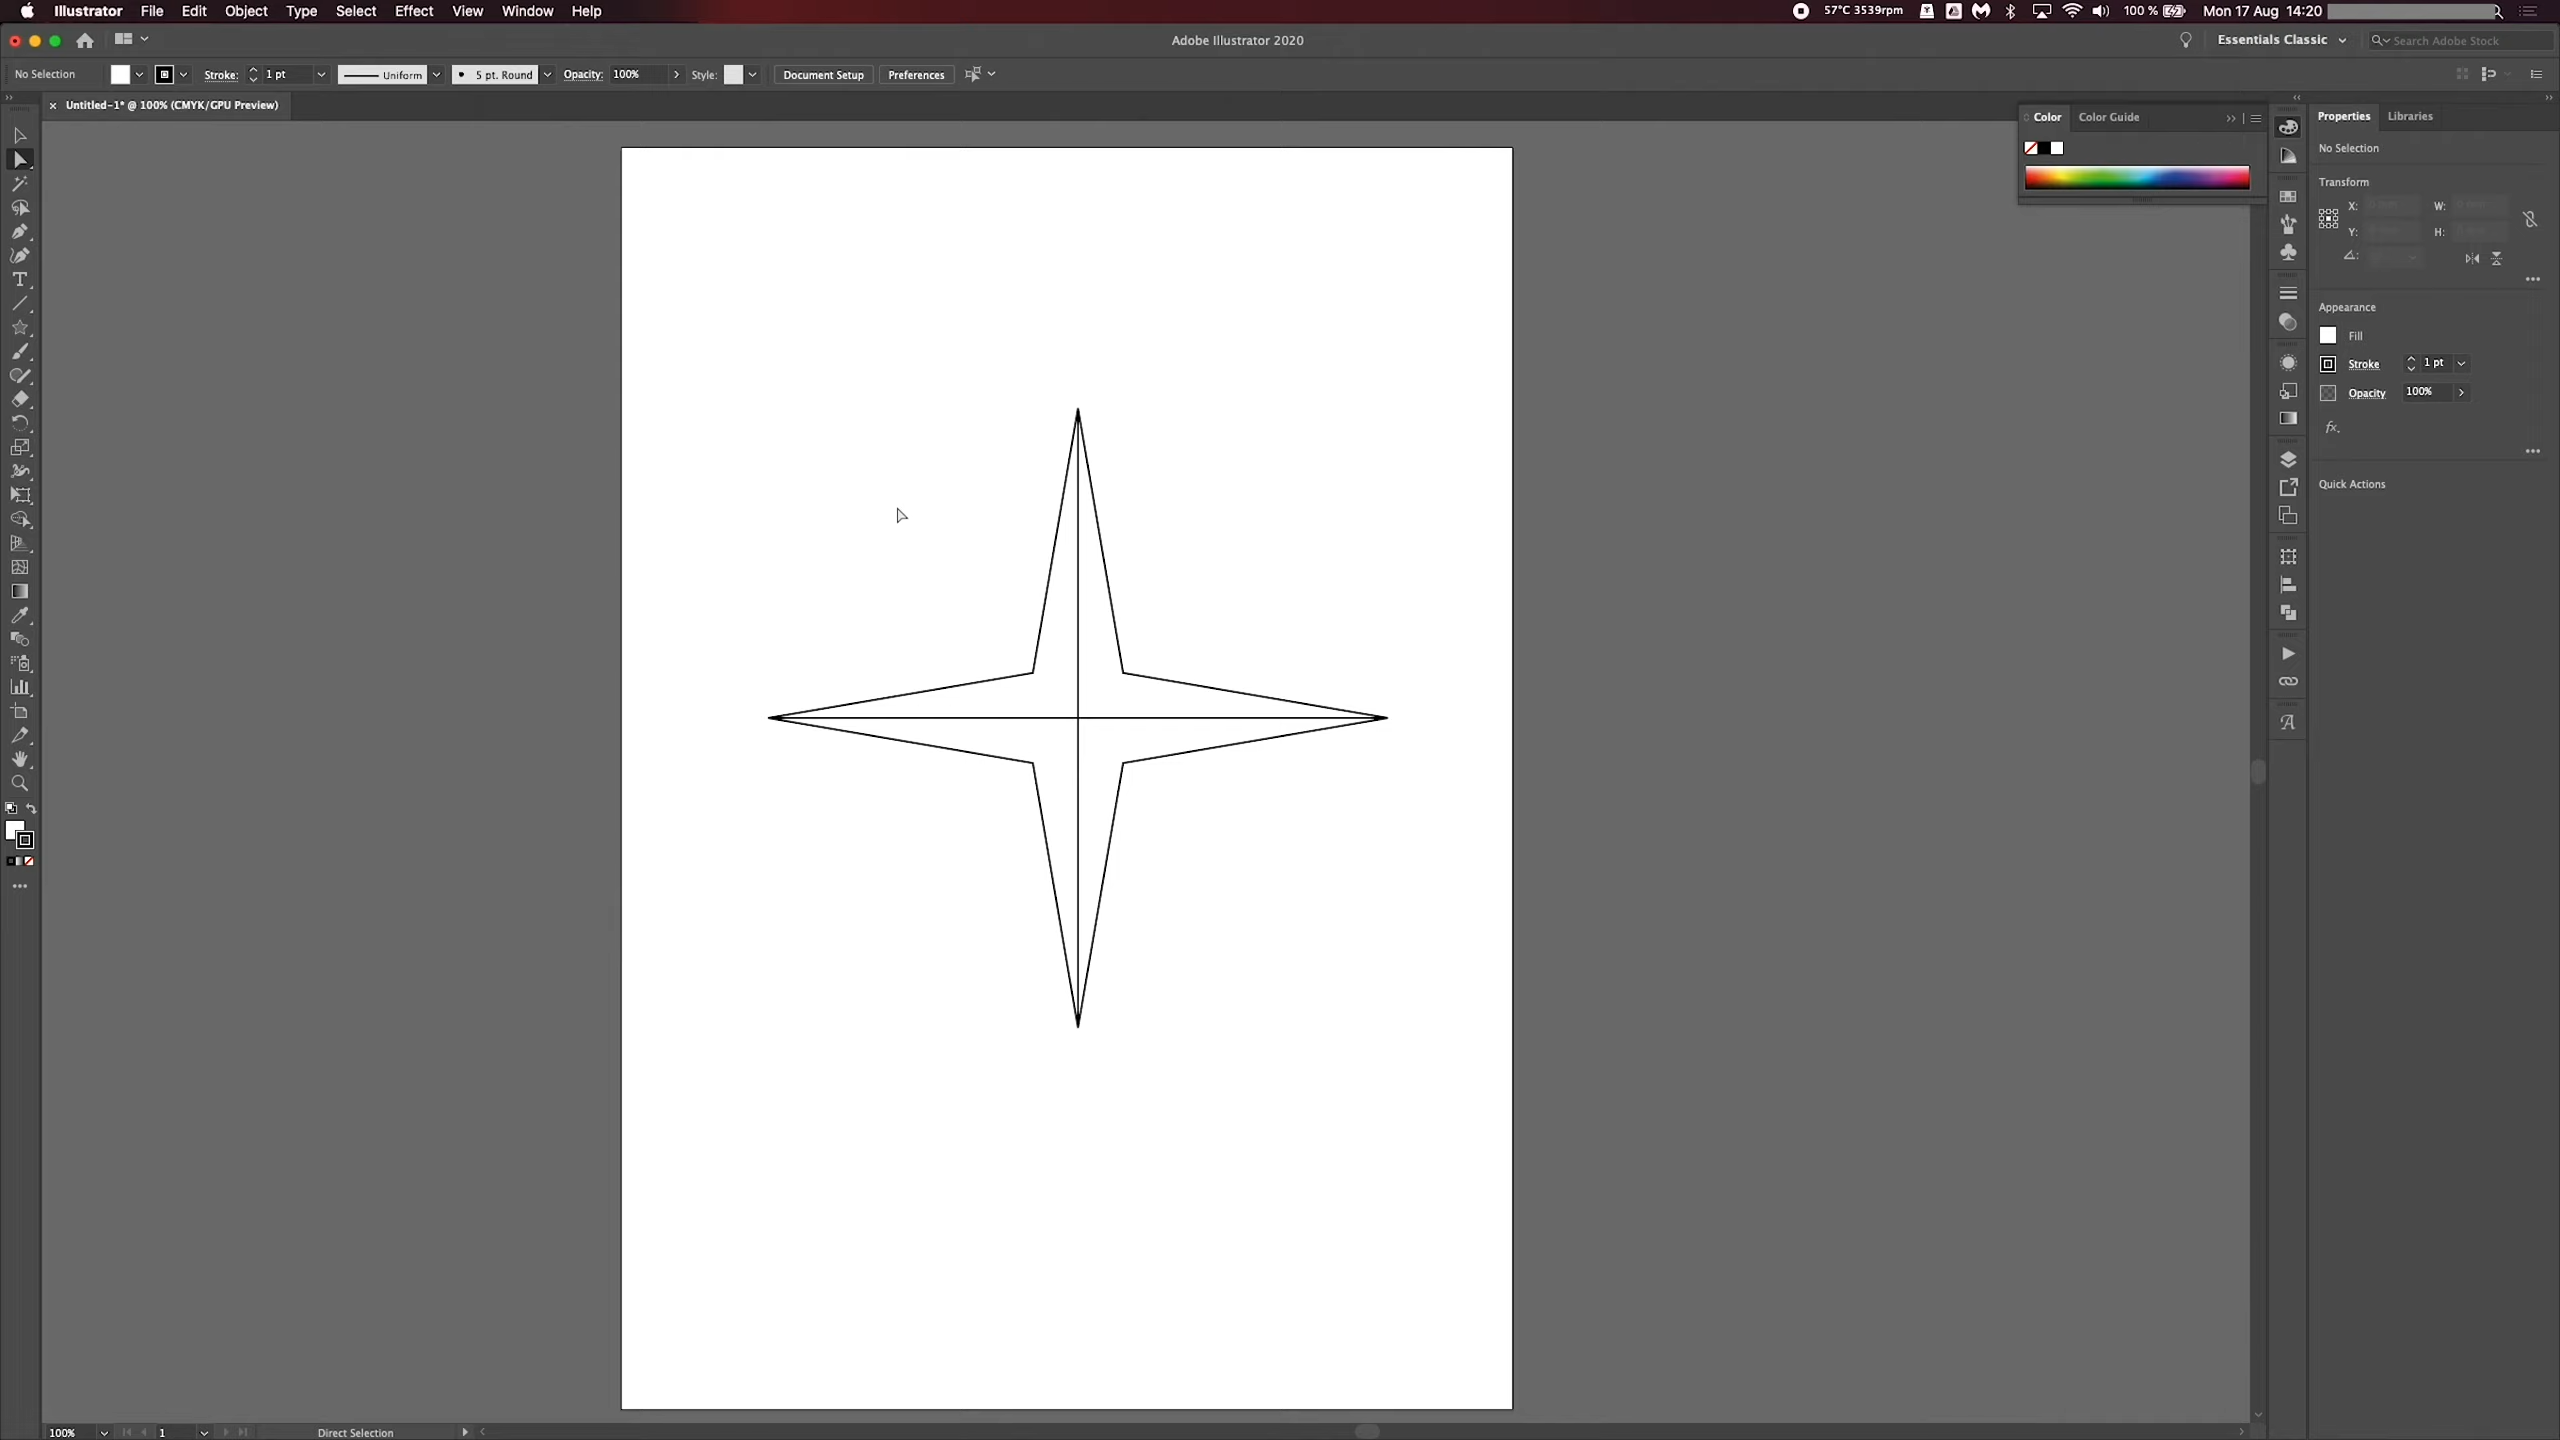 Illustrator File Edit Object Type Select Effect View Window Help 57°C 3539rpm 100 % Mon 17 Aug 14:20
Adobe Illustrator 2020 Essentials Classic Search Adobe Stock
No Selection Stroke: 1 pt Uniform 5 pt. Round Opacity: 100% Style: Document Setup Preferences
Untitled-1* @ 100% (CMYK/GPU Preview)
Color Color Guide
Properties Libraries
No Selection
Transform
X: W:
Y: H:
Appearance
Fill
Stroke 1 pt
Opacity 100%
fx.
Quick Actions
100% 1 Direct Selection